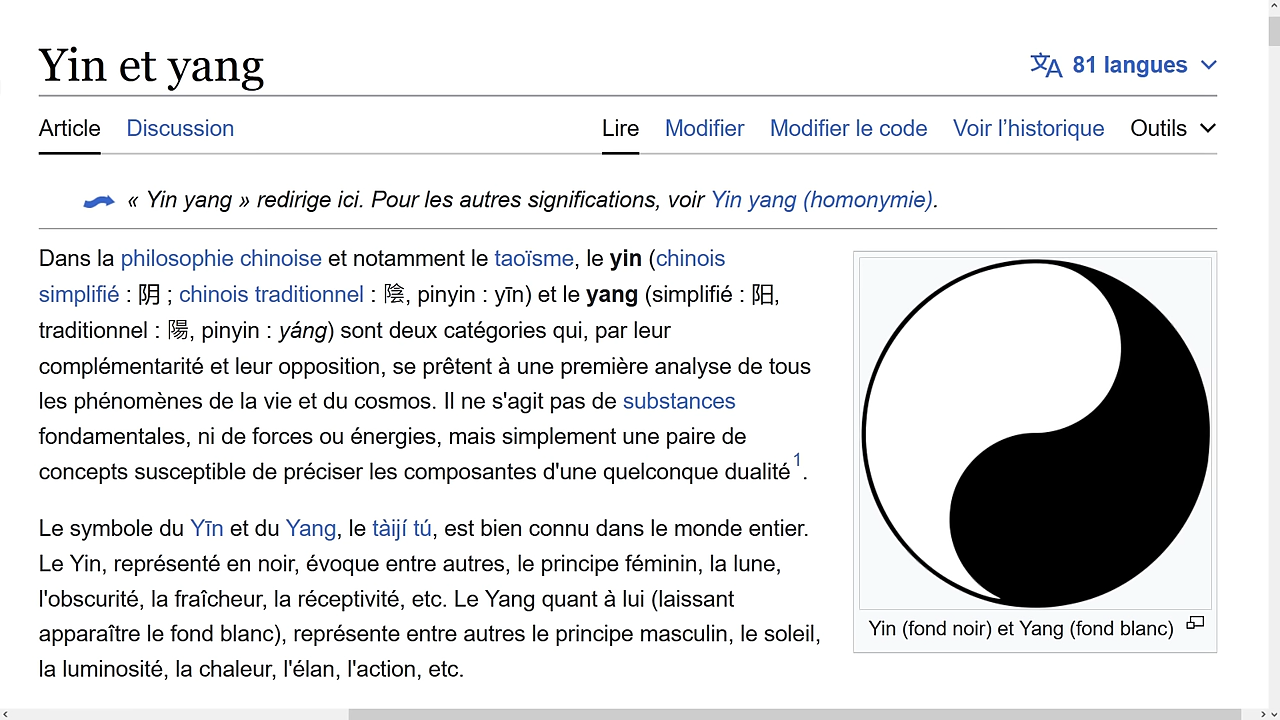 Yin et yang
81 langues
Article Discussion Lire Modifier Modifier le code Voir l’historique Outils
« Yin yang » redirige ici. Pour les autres significations, voir Yin yang (homonymie).
Dans la philosophie chinoise et notamment le taoïsme, le yin (chinois
simplifié : 阴 ; chinois traditionnel : 陰, pinyin : yīn) et le yang (simplifié : 阳,
traditionnel : 陽, pinyin : yáng) sont deux catégories qui, par leur
complémentarité et leur opposition, se prêtent à une première analyse de tous
les phénomènes de la vie et du cosmos. Il ne s'agit pas de substances
fondamentales, ni de forces ou énergies, mais simplement une paire de
concepts susceptible de préciser les composantes d'une quelconque dualité1.
Le symbole du Yīn et du Yang, le tàijí tú, est bien connu dans le monde entier.
Le Yin, représenté en noir, évoque entre autres, le principe féminin, la lune,
l'obscurité, la fraîcheur, la réceptivité, etc. Le Yang quant à lui (laissant
apparaître le fond blanc), représente entre autres le principe masculin, le soleil,
la luminosité, la chaleur, l'élan, l'action, etc.
Yin (fond noir) et Yang (fond blanc)